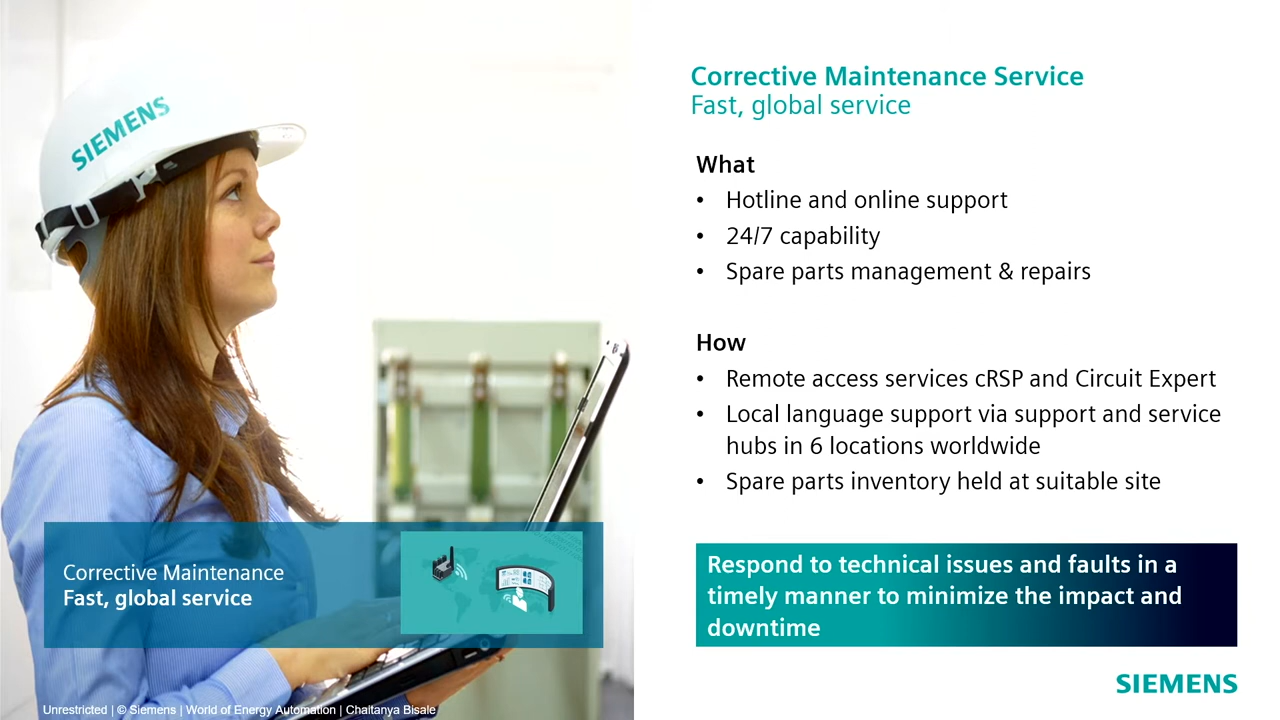 SIEMENS
Corrective Maintenance Service
Fast, global service
What
• Hotline and online support
• 24/7 capability
• Spare parts management & repairs
How
• Remote access services cRSP and Circuit Expert
• Local language support via support and service
hubs in 6 locations worldwide
• Spare parts inventory held at suitable site
Corrective Maintenance
Fast, global service
Respond to technical issues and faults in a
timely manner to minimize the impact and
downtime
SIEMENS
Unrestricted | © Siemens | World of Energy Automation | Chaitanya Bisale